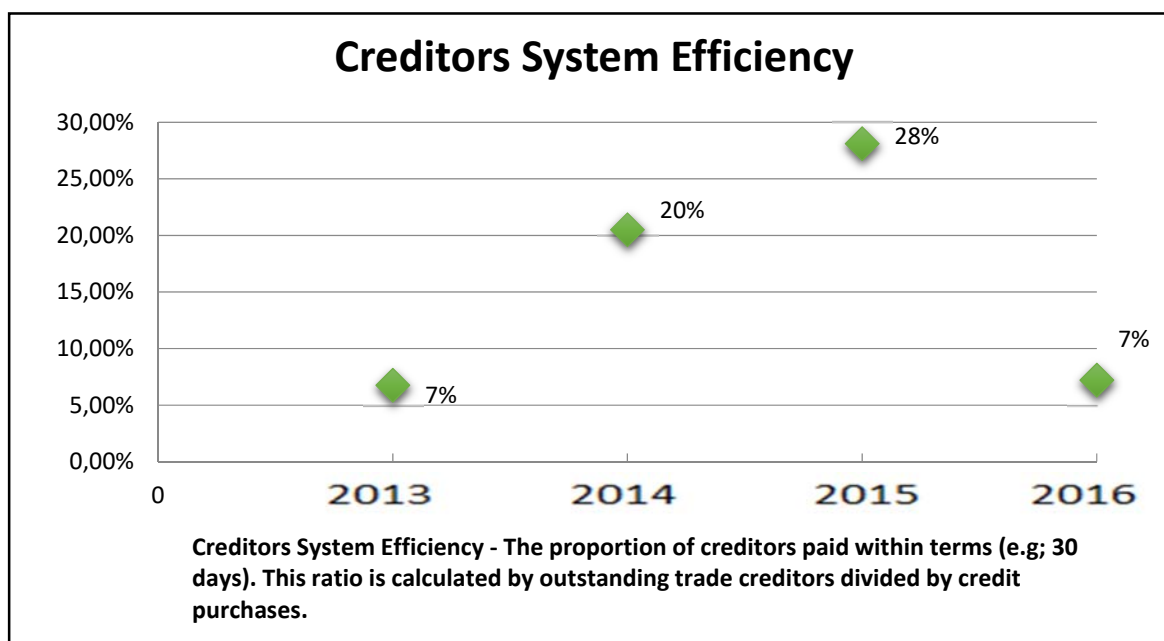 Creditors System Efficiency
30,00%
25,00%
20,00%
15,00%
10,00%
5,00%
0,00%
7%
20%
28%
7%
0 2013 2014 2015 2016
Creditors System Efficiency - The proportion of creditors paid within terms (e.g; 30
days). This ratio is calculated by outstanding trade creditors divided by credit
purchases.